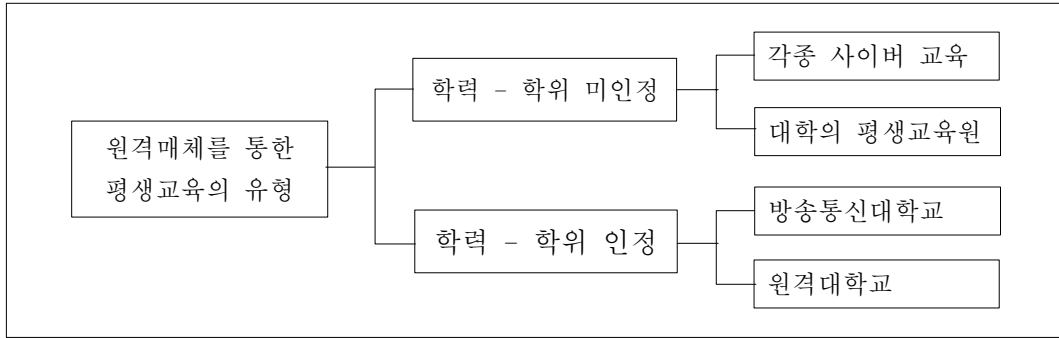 원격매체를 통한
평생교육의 유형
학력 – 학위 미인정
각종 사이버 교육
대학의 평생교육원
학력 – 학위 인정
방송통신대학교
원격대학교